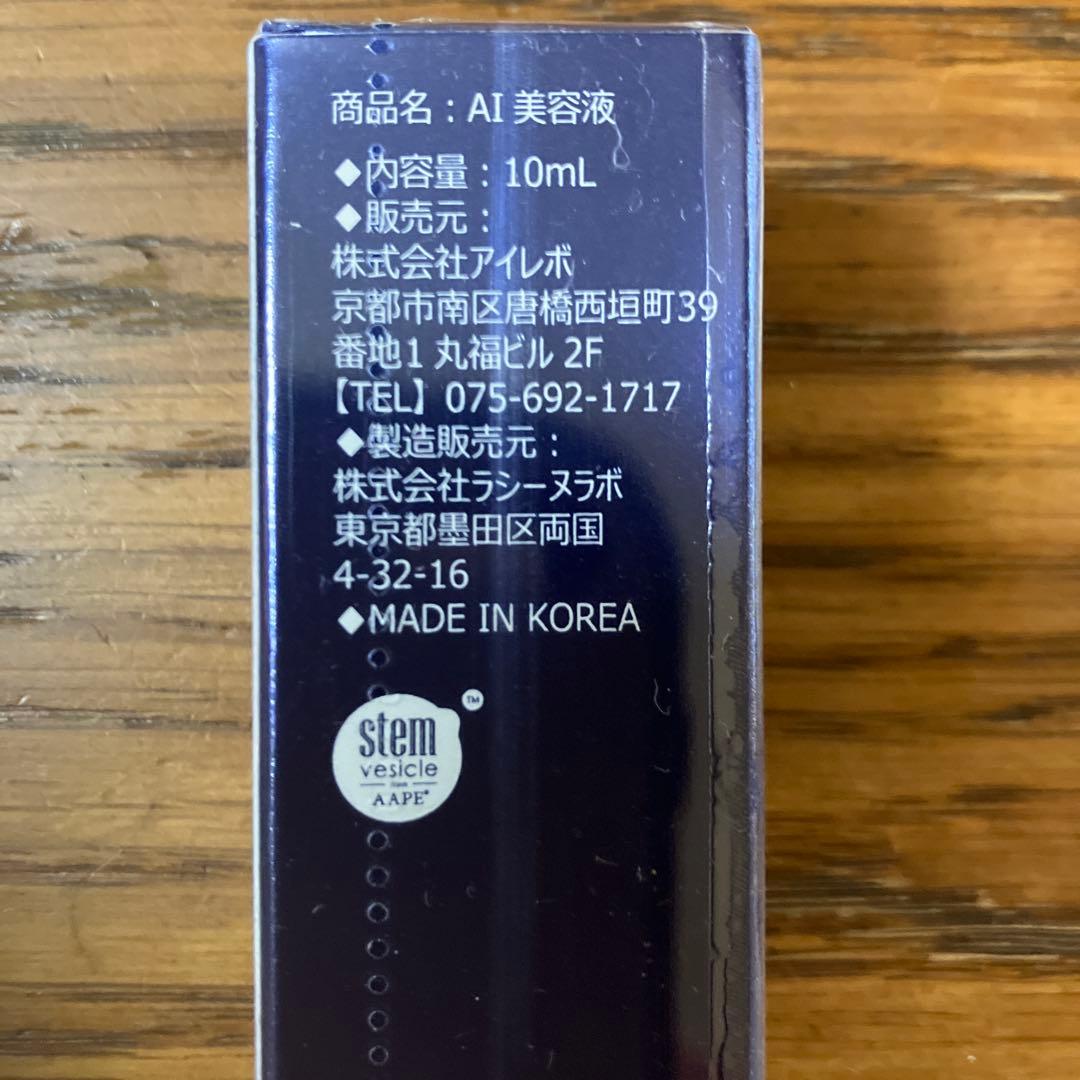 商品名：AI 美容液
◆内容量：10mL
◆販売元：
株式会社アイレボ
京都市南区唐橋西垣町39
番地1 丸福ビル 2F
【TEL】075-692-1717
◆製造販売元：
株式会社ラシーヌラボ
東京都墨田区両国
4-32-16
◆MADE IN KOREA
stem
TM
vesicle
from
AAPE®